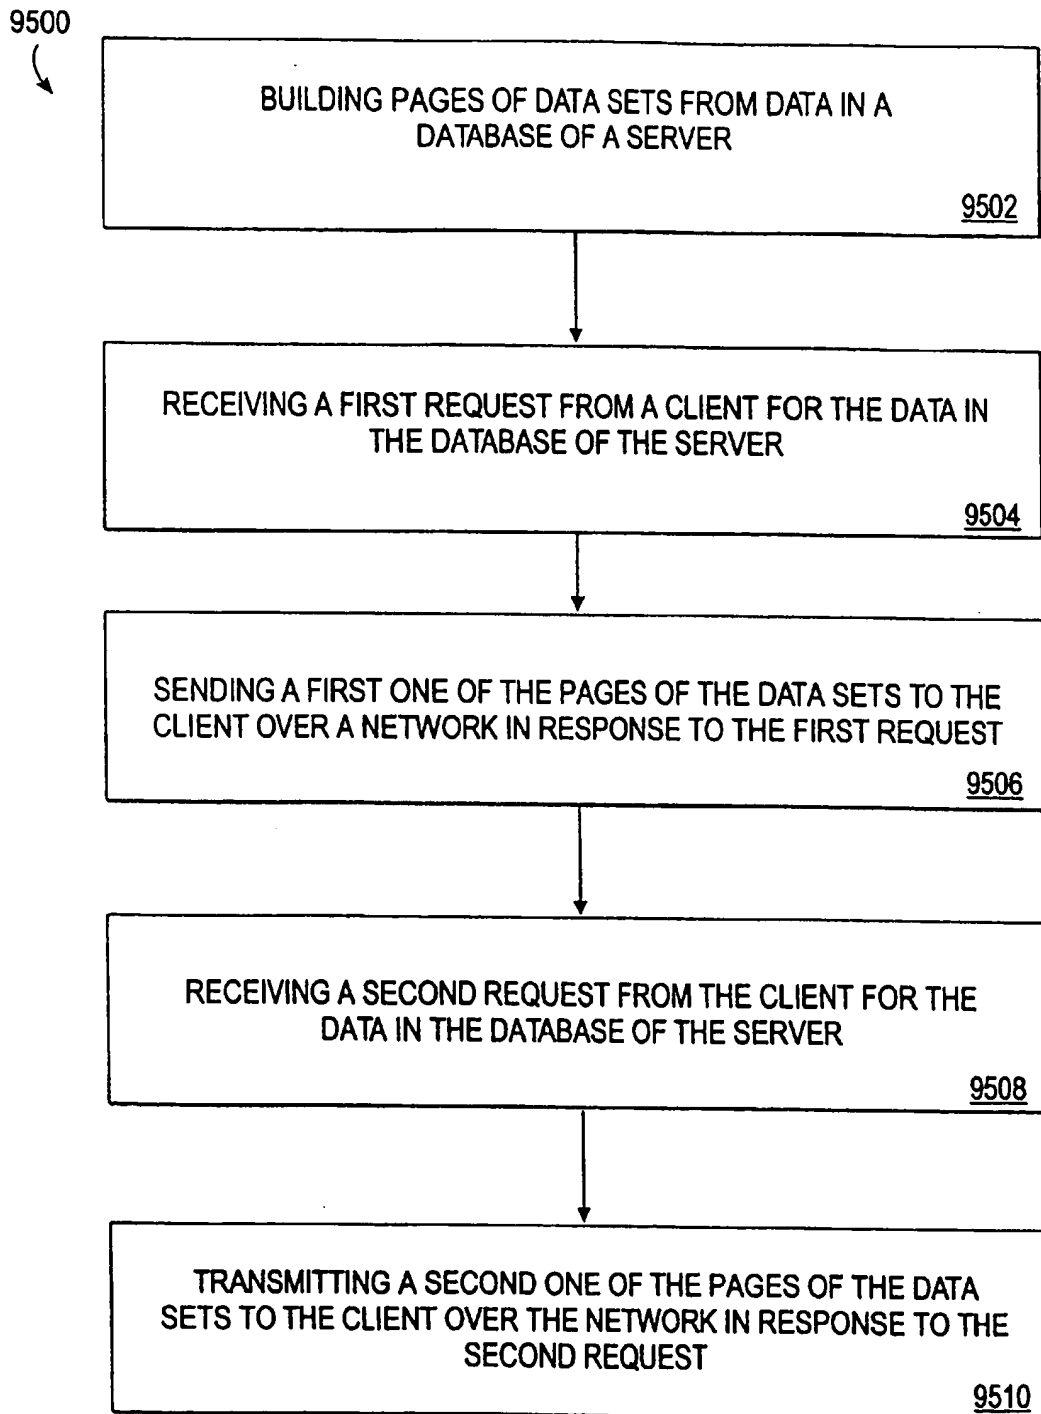 9500
BUILDING PAGES OF DATA SETS FROM DATA IN A
DATABASE OF A SERVER
9502
RECEIVING A FIRST REQUEST FROM A CLIENT FOR THE DATA IN
THE DATABASE OF THE SERVER
9504
SENDING A FIRST ONE OF THE PAGES OF THE DATA SETS TO THE
CLIENT OVER A NETWORK IN RESPONSE TO THE FIRST REQUEST
9506
RECEIVING A SECOND REQUEST FROM THE CLIENT FOR THE
DATA IN THE DATABASE OF THE SERVER
9508
TRANSMITTING A SECOND ONE OF THE PAGES OF THE DATA
SETS TO THE CLIENT OVER THE NETWORK IN RESPONSE TO THE
SECOND REQUEST
9510